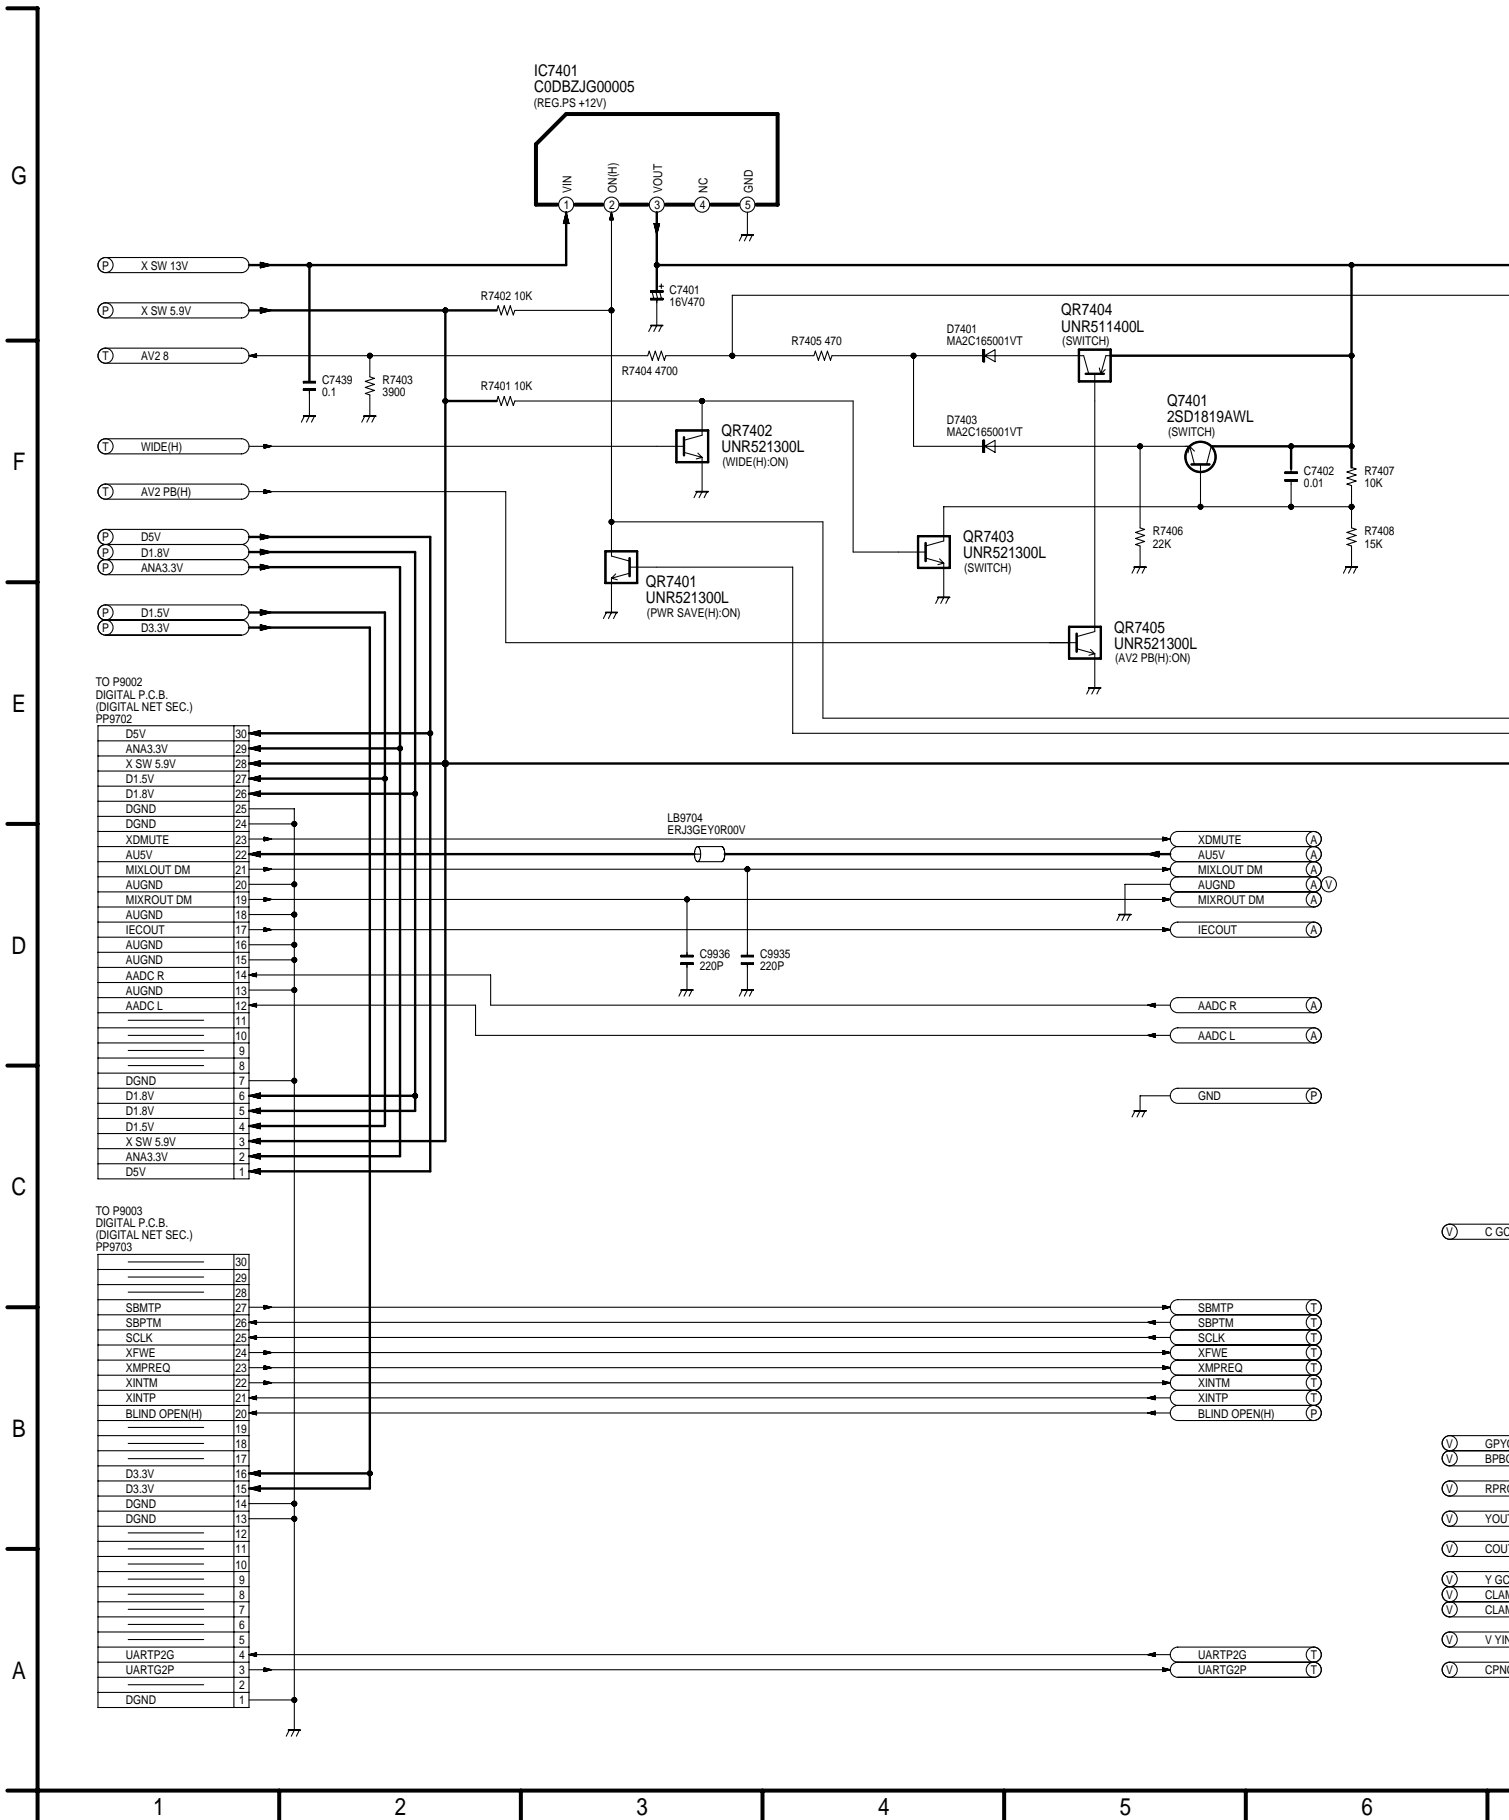 IC7401
C0DBZJG00005
(REG.PS +12V)
G
VIN
ON(H)
VOUT
NC
GND
1
2
3
4
5
P X SW 13V
P X SW 5.9V
R7402 10K
+
C7401
16V470
QR7404
UNR511400L
(SWITCH)
T AV2 8
R7404 4700
R7405 470
D7401
MA2C165001VT
C7439
0.1
R7403
3900
R7401 10K
Q7401
2SD1819AWL
(SWITCH)
F
T WIDE(H)
QR7402
UNR521300L
(WIDE(H):ON)
D7403
MA2C165001VT
C7402
0.01
R7407
10K
T AV2 PB(H)
P D5V
P D1.8V
P ANA3.3V
QR7403
UNR521300L
(SWITCH)
R7406
22K
R7408
15K
QR7401
UNR521300L
(PWR SAVE(H):ON)
P D1.5V
P D3.3V
QR7405
UNR521300L
(AV2 PB(H):ON)
E
TO P9002
DIGITAL P.C.B.
(DIGITAL NET SEC.)
PP9702
D5V 30
ANA3.3V 29
X SW 5.9V 28
D1.5V 27
D1.8V 26
DGND 25
DGND 24
LB9704
ERJ3GEY0R00V
XDMUTE 23 XDMUTE A
AU5V 22 AU5V A
MIXLOUT DM 21 MIXLOUT DM A
AUGND 20 AUGND A V
MIXROUT DM 19 MIXROUT DM A
AUGND 18
IECOUT 17 IECOUT A
D
AUGND 16
AUGND 15
C9936
220P
C9935
220P
AADC R 14
AUGND 13
AADC L 12
AADC R A
11
10
AADC L A
9
8
DGND 7
D1.8V 6 GND P
D1.8V 5
D1.5V 4
X SW 5.9V 3
ANA3.3V 2
D5V 1
C
TO P9003
DIGITAL P.C.B.
(DIGITAL NET SEC.)
PP9703
V C GC
30
29
28
SBMTP 27 SBMTP T
SBPTM 26 SBPTM T
SCLK 25 SCLK T
XFWE 24 XFWE T
XMPREQ 23 XMPREQ T
XINTM 22 XINTM T
XINTP 21 XINTP T
BLIND OPEN(H) 20 BLIND OPEN(H) P
B
19
18
17
V GPY
V BPB
D3.3V 16
D3.3V 15
V RPR
DGND 14
DGND 13
V YOU
12
11
V COU
10
9
V Y GC
8
V CLA
7
V CLA
6
5
V V YI
UARTP2G 4 UARTP2G T
UARTG2P 3 UARTG2P T
V CPN
A
2
DGND 1
1 2 3 4 5 6